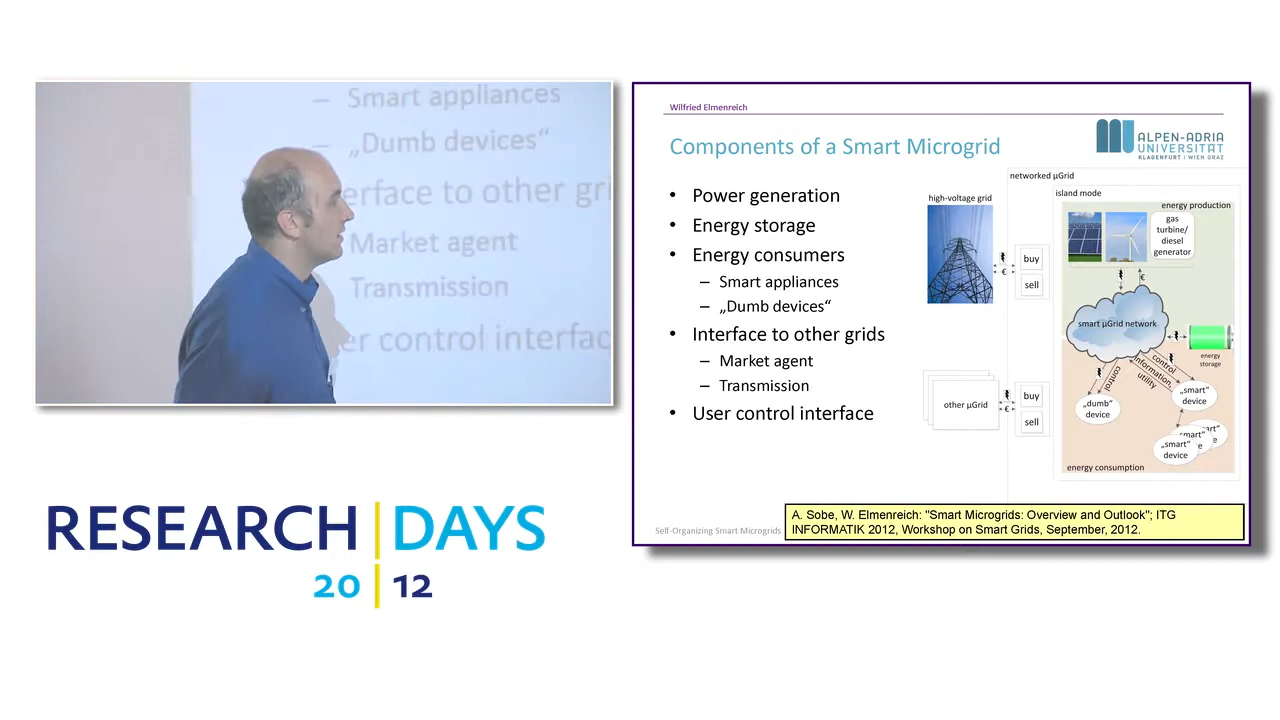 – Smart appliances
– „Dumb devices“
erface to other gri
Market agent
Transmission
er control interfac
RESEARCH DAYS
20 12
Wilfried Elmenreich
ALPEN-ADRIA
UNIVERSITÄT
KLAGENFURT / WIEN GRAZ
Components of a Smart Microgrid
• Power generation
• Energy storage
• Energy consumers
– Smart appliances
– „Dumb devices“
• Interface to other grids
– Market agent
– Transmission
• User control interface
networked µGrid
island mode
high-voltage grid
energy production
gas
turbine/
diesel
generator
buy
€
sell
€
smart µGrid network
energy
storage
control
control
information
utility
„dumb“
device
„smart“
device
other µGrid
buy
€
sell
„smart“
device
energy consumption
Self-Organizing Smart Microgrids
A. Sobe, W. Elmenreich: "Smart Microgrids: Overview and Outlook"; ITG
INFORMATIK 2012, Workshop on Smart Grids, September, 2012.